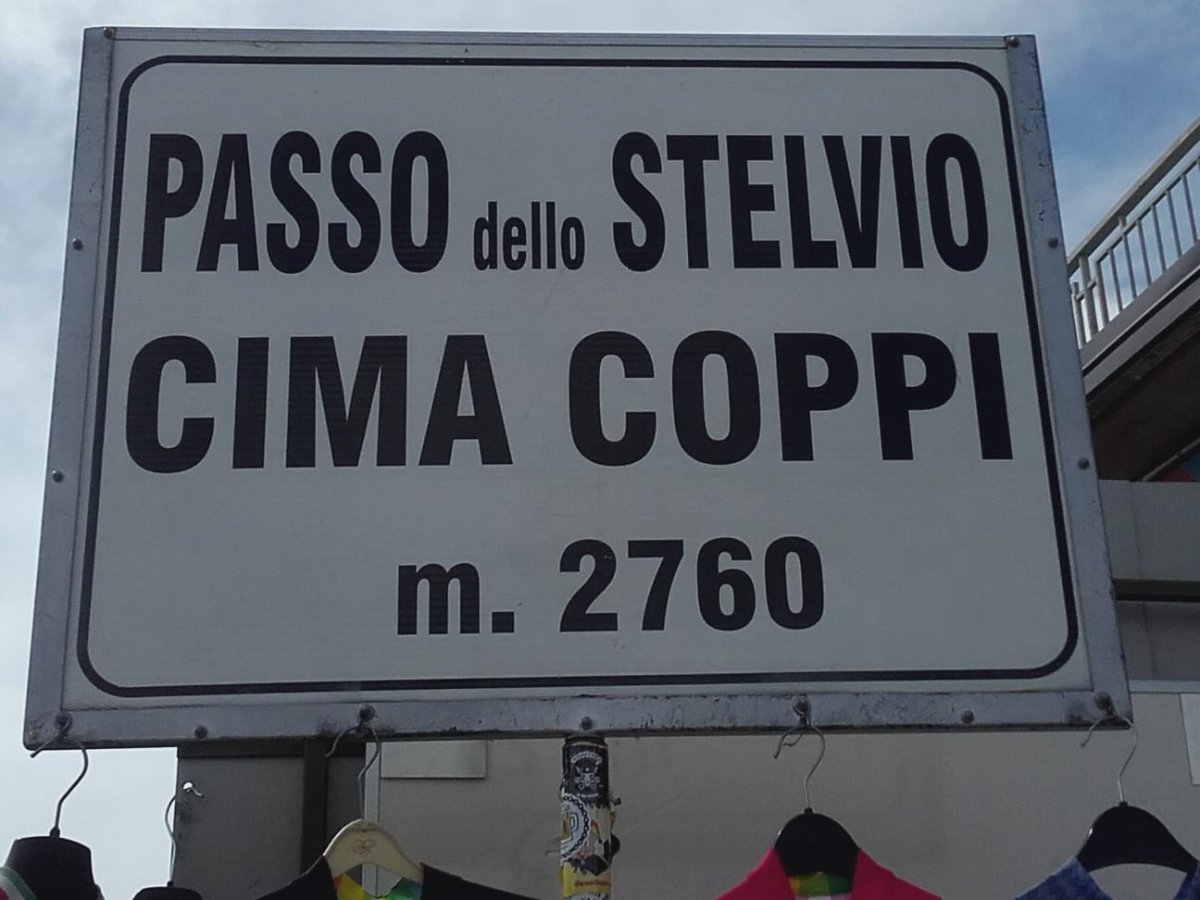 PASSO dello STELVIO
CIMA COPPI
m. 2760